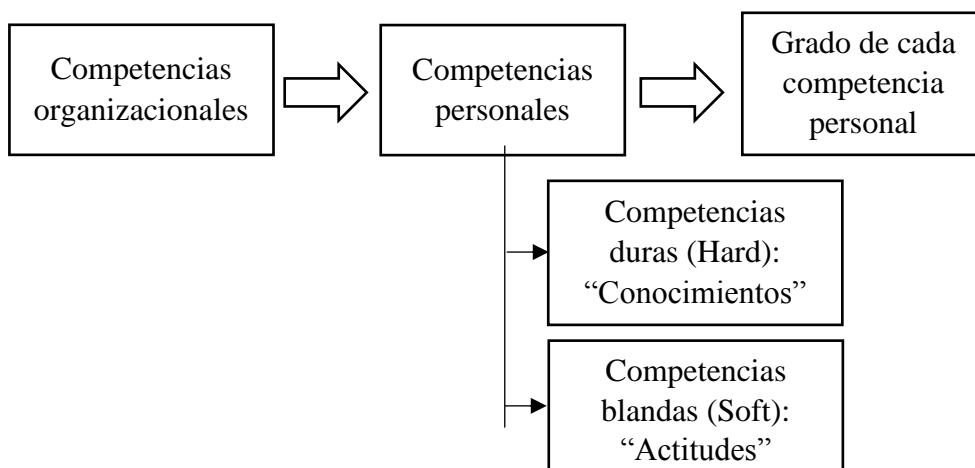 Competencias
organizacionales
Competencias
personales
Grado de cada
competencia
personal
Competencias
duras (Hard):
“Conocimientos”
Competencias
blandas (Soft):
“Actitudes”